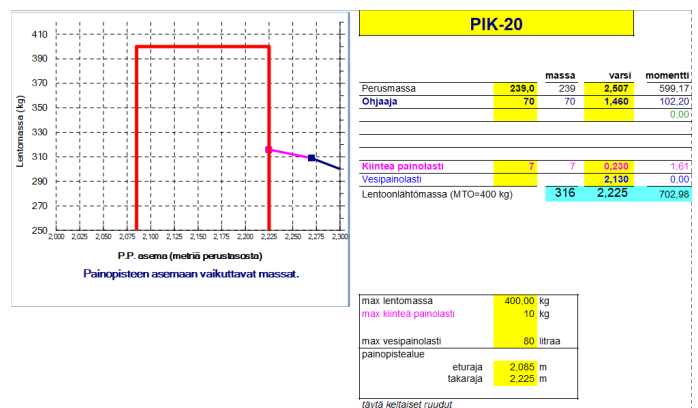 PIK-20
massa varsi momentti
Perusmassa 239,0 239 2,507 599,17
Ohjaaja 70 70 1,460 102,20
0,00
Kiinteä painolasti 7 7 0,230 1,61
Vesipainolasti 2,130 0,00
Lentoonlähtömassa (MTO=400 kg) 316 2,225 702,98
410
390
370
350
330
310
290
270
250
Lentomassa (kg)
2,000 2,025 2,050 2,075 2,100 2,125 2,150 2,175 2,200 2,225 2,250 2,275 2,300
P.P. asema (metriä perustasosta)
Painopisteen asemaan vaikuttavat massat.
max lentomassa 400,00 kg
max kiinteä painolasti 10 kg
max vesipainolasti 80 litraa
painopistealue
eturaja 2,085 m
takaraja 2,225 m
täytä keltaiset ruudut